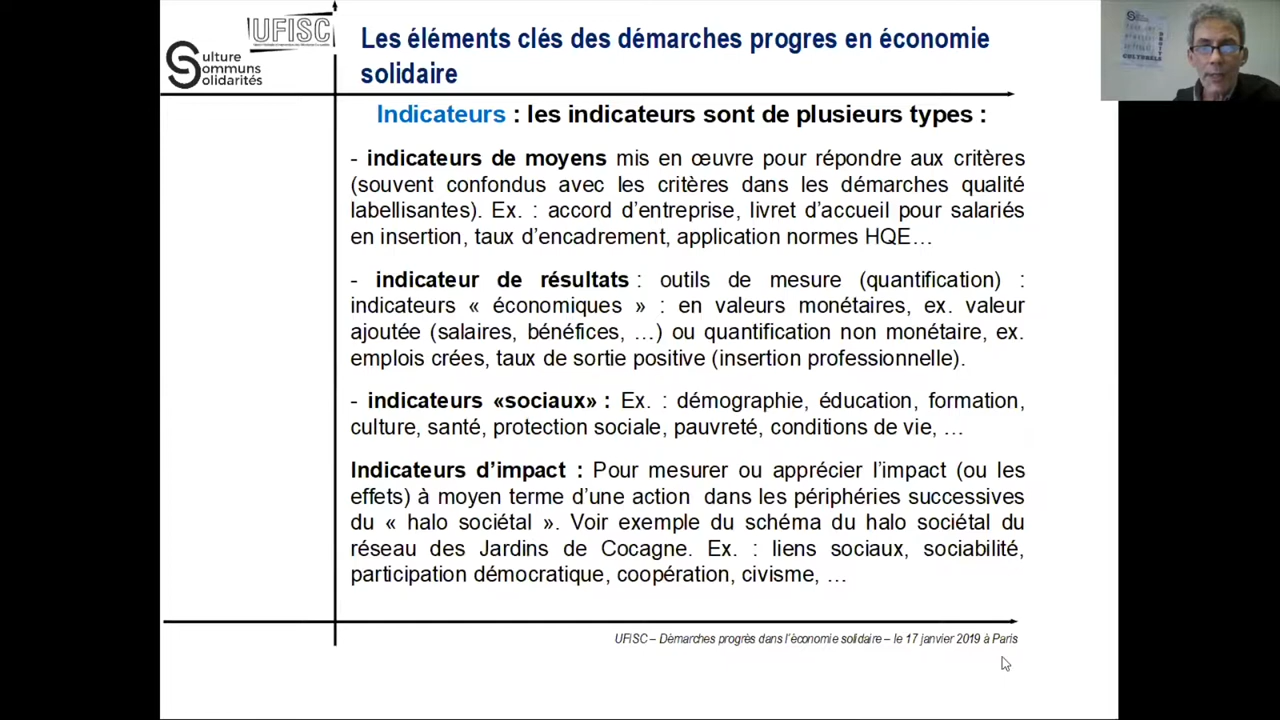 UFISC
Culture
Communs
Solidarités
Les éléments clés des démarches progres en économie
solidaire
Indicateurs : les indicateurs sont de plusieurs types :
- indicateurs de moyens mis en œuvre pour répondre aux critères
(souvent confondus avec les critères dans les démarches qualité
labellisantes). Ex. : accord d’entreprise, livret d’accueil pour salariés
en insertion, taux d’encadrement, application normes HQE…
- indicateur de résultats : outils de mesure (quantification) :
indicateurs « économiques » : en valeurs monétaires, ex. valeur
ajoutée (salaires, bénéfices, …) ou quantification non monétaire, ex.
emplois crées, taux de sortie positive (insertion professionnelle).
- indicateurs «sociaux» : Ex. : démographie, éducation, formation,
culture, santé, protection sociale, pauvreté, conditions de vie, …
Indicateurs d’impact : Pour mesurer ou apprécier l’impact (ou les
effets) à moyen terme d’une action dans les périphéries successives
du « halo sociétal ». Voir exemple du schéma du halo sociétal du
réseau des Jardins de Cocagne. Ex. : liens sociaux, sociabilité,
participation démocratique, coopération, civisme, …
UFISC – Démarches progrès dans l’économie solidaire – le 17 janvier 2019 à Paris
CULTURELS